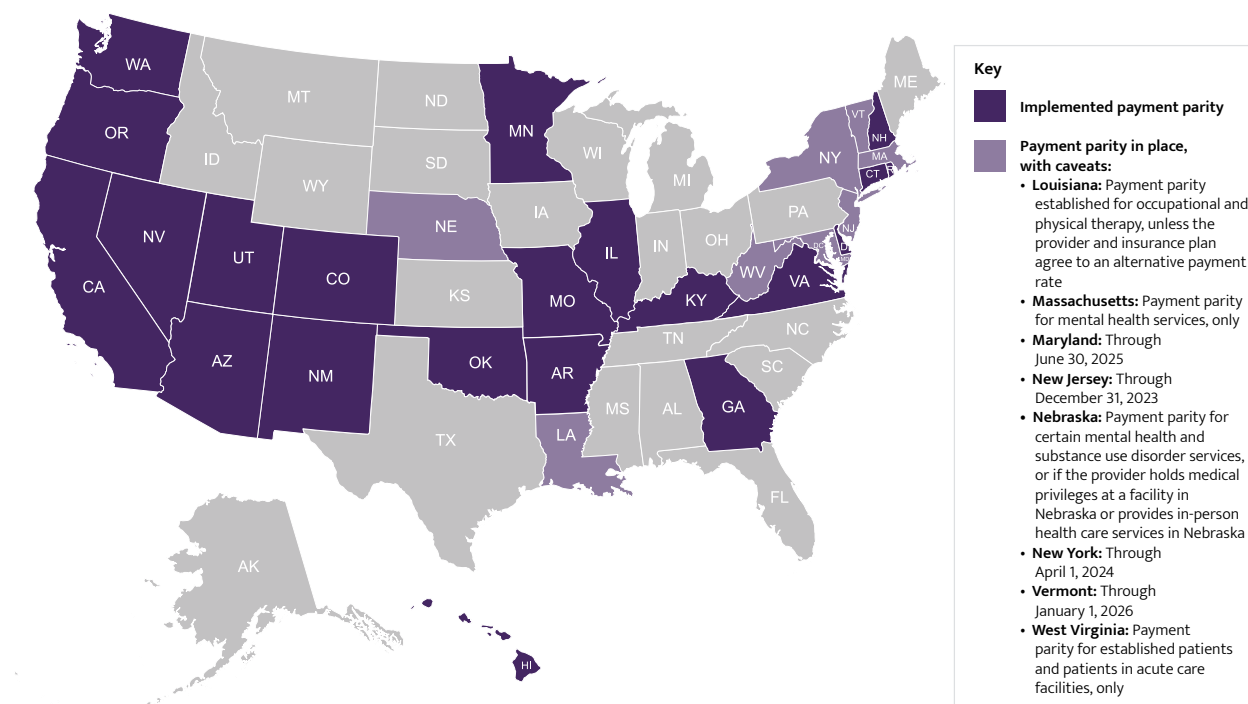 WA
OR
CA
NV
ID
MT
WY
UT
CO
AZ
NM
ND
SD
NE
KS
OK
TX
MN
IA
MO
AR
LA
WI
IL
MI
IN
OH
KY
TN
MS
AL
GA
FL
SC
NC
VA
WV
PA
NY
VT
NH
ME
MA
CT
NJ
DC
AK
HI
Key
Implemented payment parity
Payment parity in place,
with caveats:
• Louisiana: Payment parity
established for occupational and
physical therapy, unless the
provider and insurance plan
agree to an alternative payment
rate
• Massachusetts: Payment parity
for mental health services, only
• Maryland: Through
June 30, 2025
• New Jersey: Through
December 31, 2023
• Nebraska: Payment parity for
certain mental health and
substance use disorder services,
or if the provider holds medical
privileges at a facility in
Nebraska or provides in-person
health care services in Nebraska
• New York: Through
April 1, 2024
• Vermont: Through
January 1, 2026
• West Virginia: Payment
parity for established patients
and patients in acute care
facilities, only